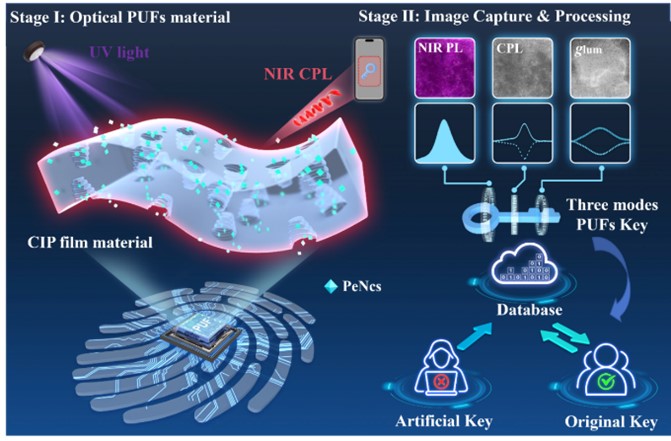 Stage I: Optical PUFs material
UV light
NIR CPL
CIP film material
PeNcs
PUF
Stage II: Image Capture & Processing
NIR PL
CPL
glum
Three modes
PUFs Key
Database
Artificial Key
Original Key